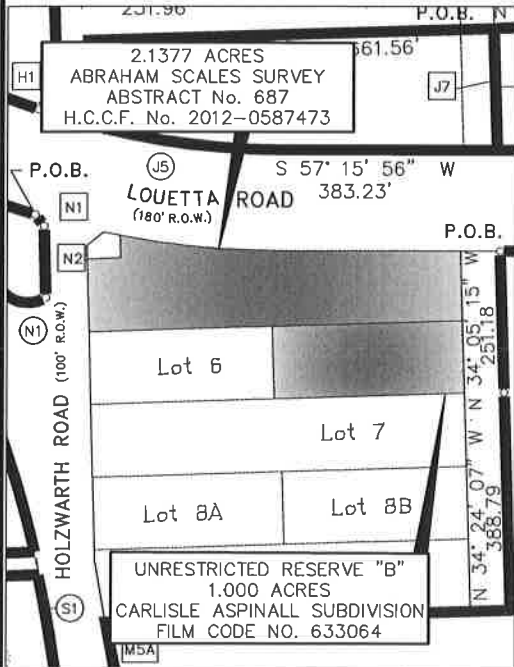 231.96
P.O.B. N
2.1377 ACRES
ABRAHAM SCALES SURVEY
ABSTRACT No. 687
H.C.C.F. No. 2012-0587473
561.56'
H1
J7
P.O.B.
J5
S 57° 15' 56" W
383.23'
LOUETTA ROAD
(180' R.O.W.)
N1
P.O.B.
N2
N1
HOLZWARTH ROAD (100' R.O.W.)
Lot 6
Lot 7
Lot 8A
Lot 8B
N 34° 05' 15" W
251.18
N 34° 24' 07" W
388.79
UNRESTRICTED RESERVE "B"
1.000 ACRES
CARLISLE ASPINALL SUBDIVISION
FILM CODE NO. 633064
S1
M5A